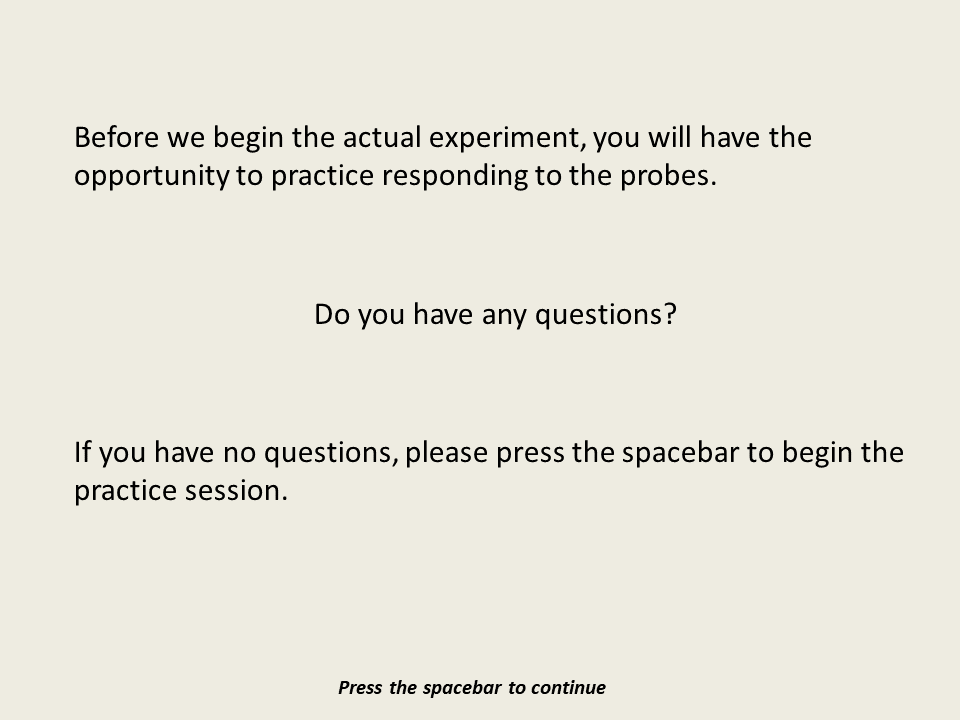 Before we begin the actual experiment, you will have the
opportunity to practice responding to the probes.
Do you have any questions?
If you have no questions, please press the spacebar to begin the
practice session.
Press the spacebar to continue